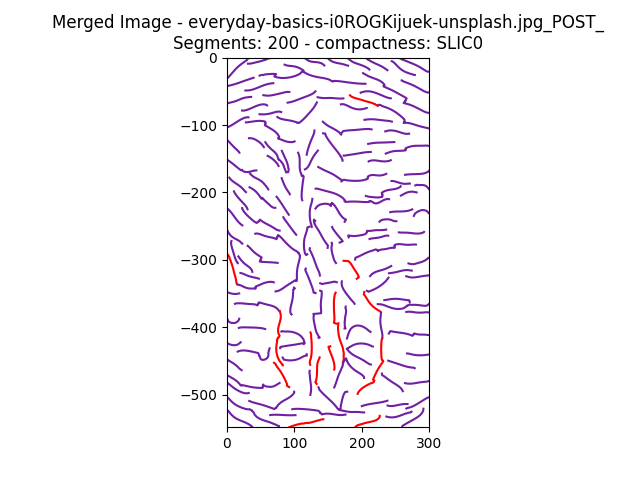 Merged Image - everyday-basics-i0ROGKijuek-unsplash.jpg_POST_
Segments: 200 - compactness: SLIC0
0
−100
−200
−300
−400
−500
0 100 200 300